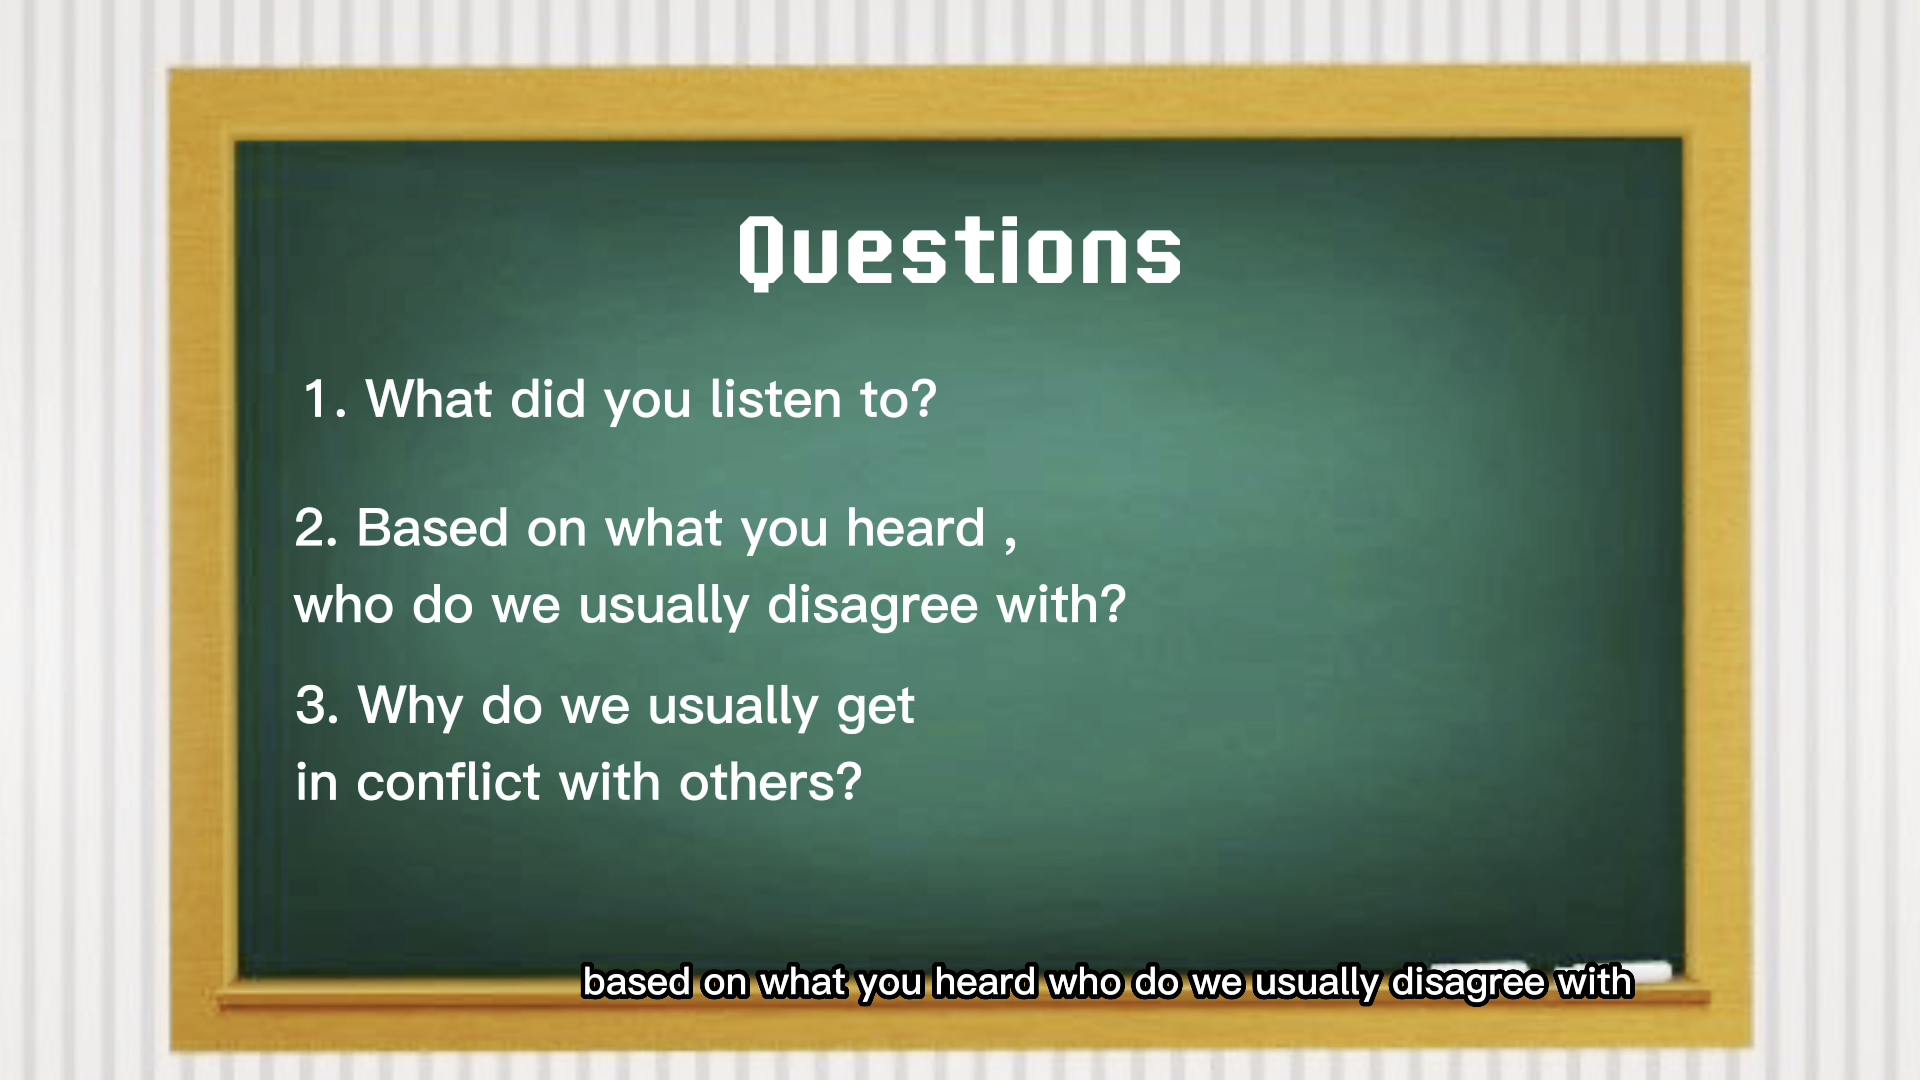 Questions
1. What did you listen to?
2. Based on what you heard ,
who do we usually disagree with?
3. Why do we usually get
in conflict with others?
based on what you heard who do we usually disagree with